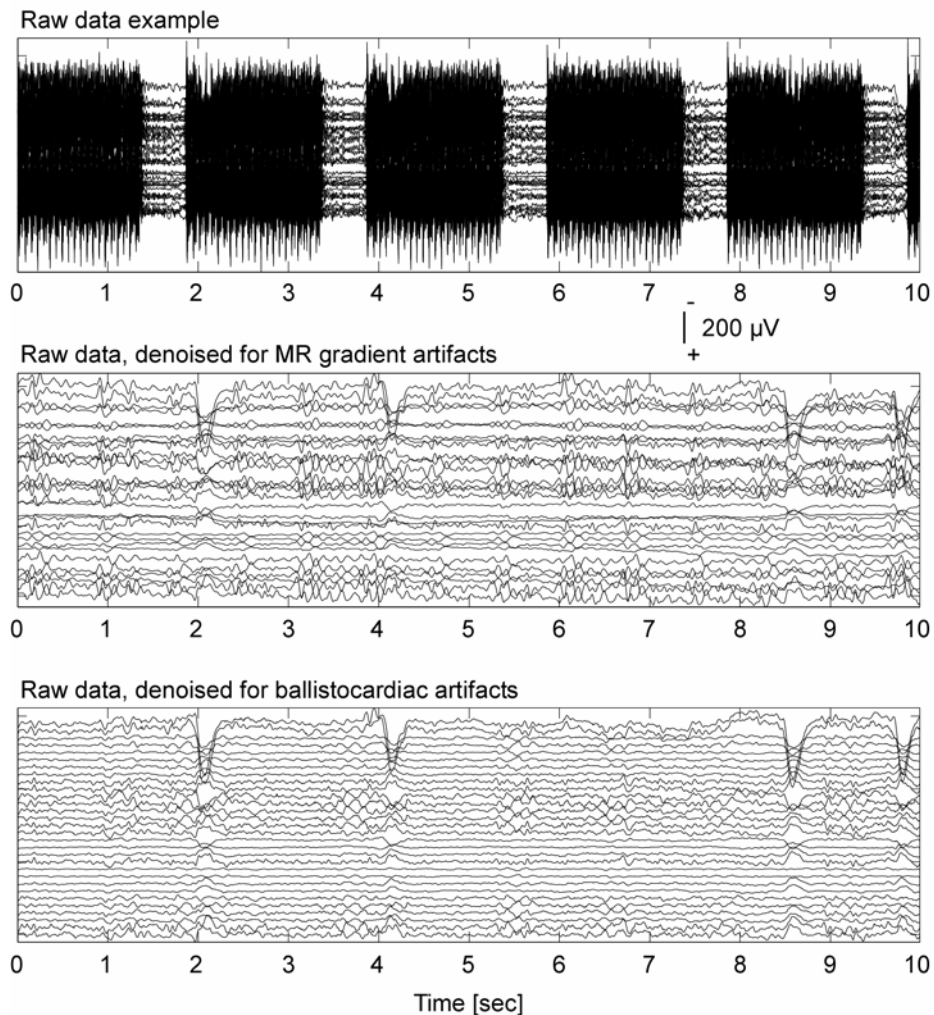 Raw data example
0 1 2 3 4 5 6 7 8 9 10
-
200 µV
+
Raw data, denoised for MR gradient artifacts
0 1 2 3 4 5 6 7 8 9 10
Raw data, denoised for ballistocardiac artifacts
0 1 2 3 4 5 6 7 8 9 10
Time [sec]